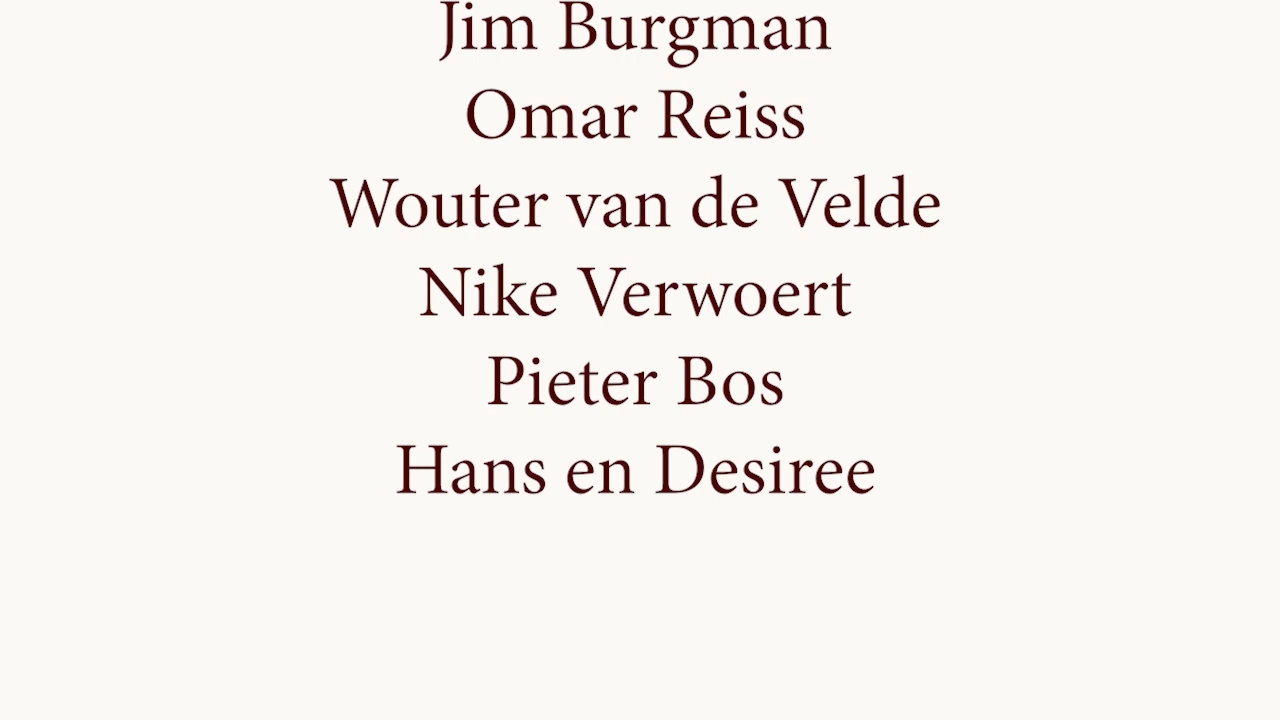 Jim Burgman
Omar Reiss
Wouter van de Velde
Nike Verwoert
Pieter Bos
Hans en Desiree